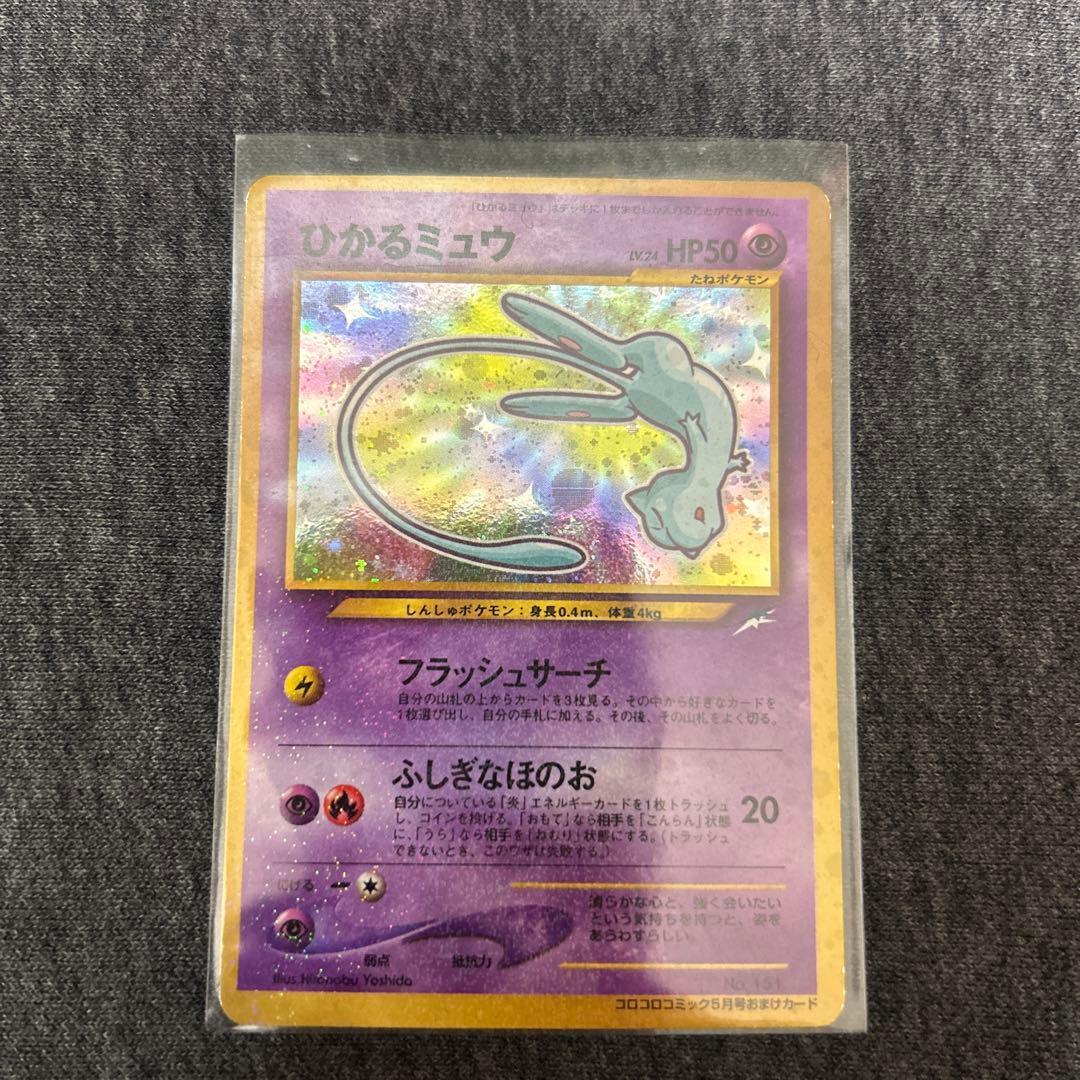 「ひかるミュウ」はデッキに1枚までしか入れることができません。
ひかるミュウ
LV.24 HP50
たねポケモン
しんしゅポケモン：身長0.4m、体重4kg
フラッシュサーチ
自分の山札の上からカードを3枚見る。その中から好きなカードを
1枚選び出し、自分の手札に加える。その後、その山札をよく切る。
ふしぎなほのお
自分についている「炎」エネルギーカードを1枚トラッシュ
し、コインを投げる。「おもて」なら相手を「こんらん」状態
に、「うら」なら相手を「ねむり」状態にする。（トラッシュ
できないとき、このワザは失敗する。）
20
にげる
清らかな心と、強く会いたい
という気持ちを持つと、姿を
あらわすらしい。
弱点 抵抗力
Illus.Hironobu Yoshida
No.151
コロコロコミック5月号おまけカード